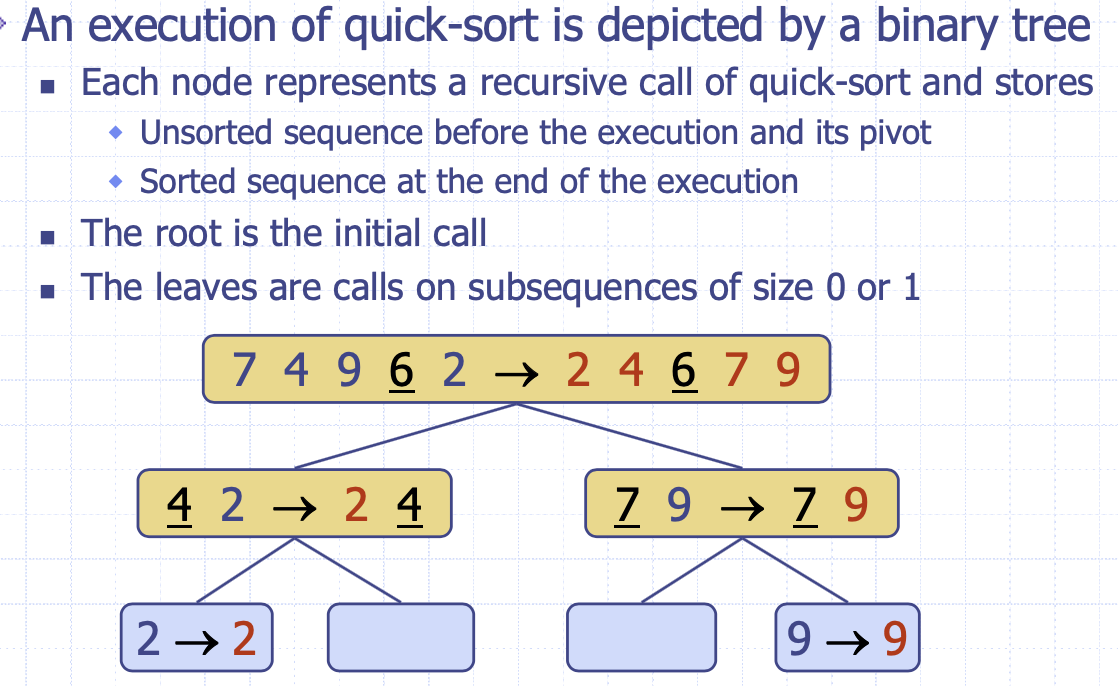 An execution of quick-sort is depicted by a binary tree
Each node represents a recursive call of quick-sort and stores
Unsorted sequence before the execution and its pivot
Sorted sequence at the end of the execution
The root is the initial call
The leaves are calls on subsequences of size 0 or 1
7 4 9 6 2 → 2 4 6 7 9
4 2 → 2 4
7 9 → 7 9
2 → 2
9 → 9